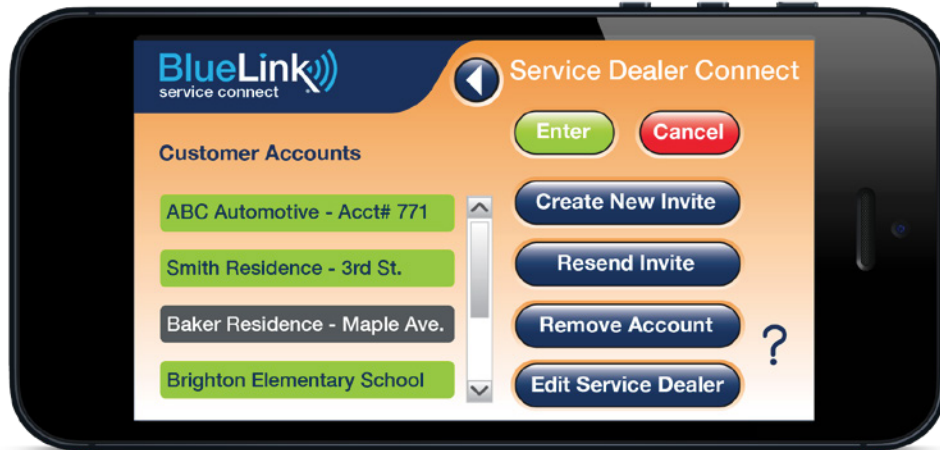 BlueLink
service connect
Service Dealer Connect
Enter
Cancel
Customer Accounts
ABC Automotive - Acct# 771
Smith Residence - 3rd St.
Baker Residence - Maple Ave.
Brighton Elementary School
Create New Invite
Resend Invite
Remove Account
Edit Service Dealer
?